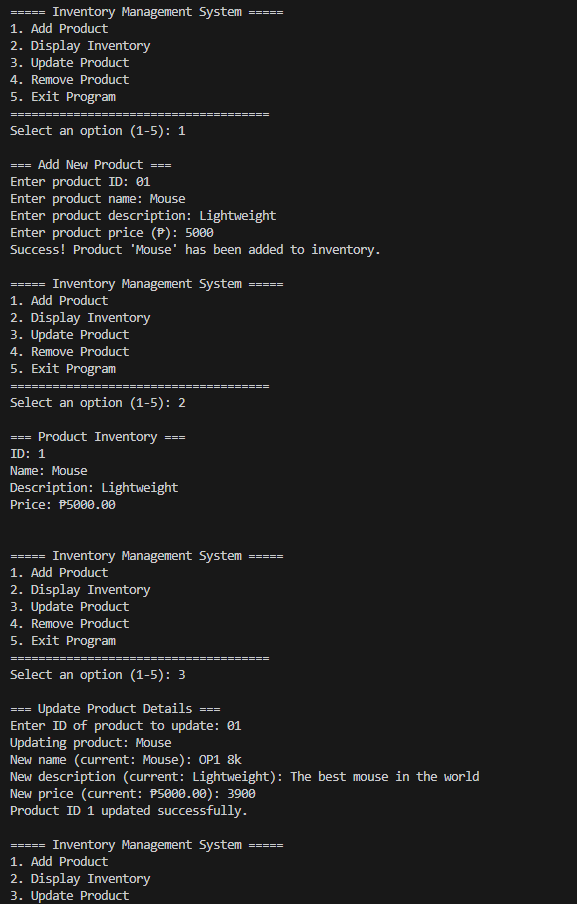 ===== Inventory Management System =====
1. Add Product
2. Display Inventory
3. Update Product
4. Remove Product
5. Exit Program
=====================================
Select an option (1-5): 1
=== Add New Product ===
Enter product ID: 01
Enter product name: Mouse
Enter product description: Lightweight
Enter product price (₱): 5000
Success! Product 'Mouse' has been added to inventory.
===== Inventory Management System =====
1. Add Product
2. Display Inventory
3. Update Product
4. Remove Product
5. Exit Program
=====================================
Select an option (1-5): 2
=== Product Inventory ===
ID: 1
Name: Mouse
Description: Lightweight
Price: ₱5000.00
===== Inventory Management System =====
1. Add Product
2. Display Inventory
3. Update Product
4. Remove Product
5. Exit Program
=====================================
Select an option (1-5): 3
=== Update Product Details ===
Enter ID of product to update: 01
Updating product: Mouse
New name (current: Mouse): OP1 8k
New description (current: Lightweight): The best mouse in the world
New price (current: ₱5000.00): 3900
Product ID 1 updated successfully.
===== Inventory Management System =====
1. Add Product
2. Display Inventory
3. Update Product